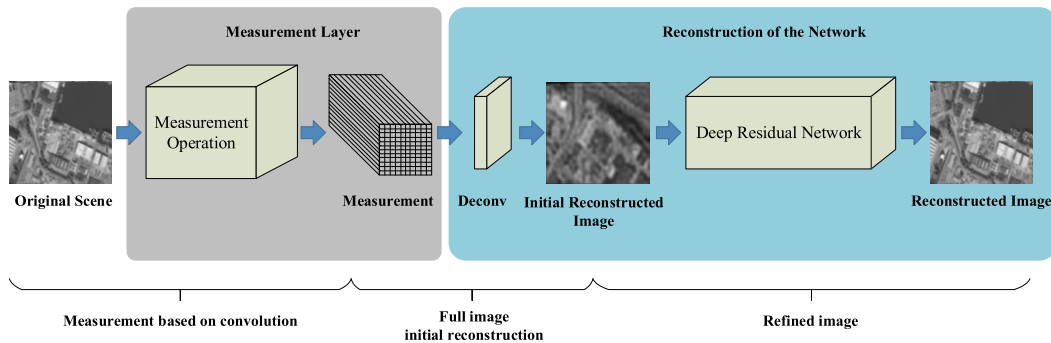 Measurement Layer
Reconstruction of the Network
Measurement
Operation
Deep Residual Network
Original Scene
Measurement
Deconv
Initial Reconstructed
Image
Reconstructed Image
Measurement based on convolution
Full image
initial reconstruction
Refined image